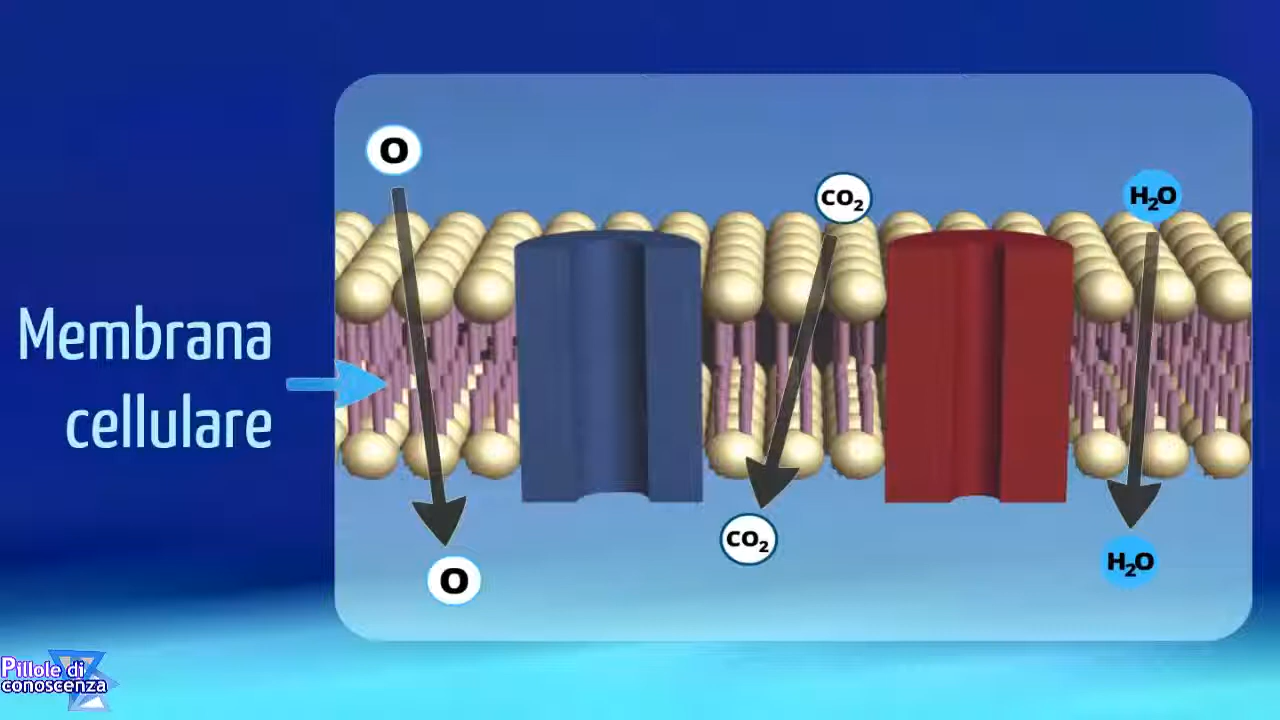 Membrana
cellulare
O
CO₂
H₂O
CO₂
H₂O
O
Pillole di
conoscenza